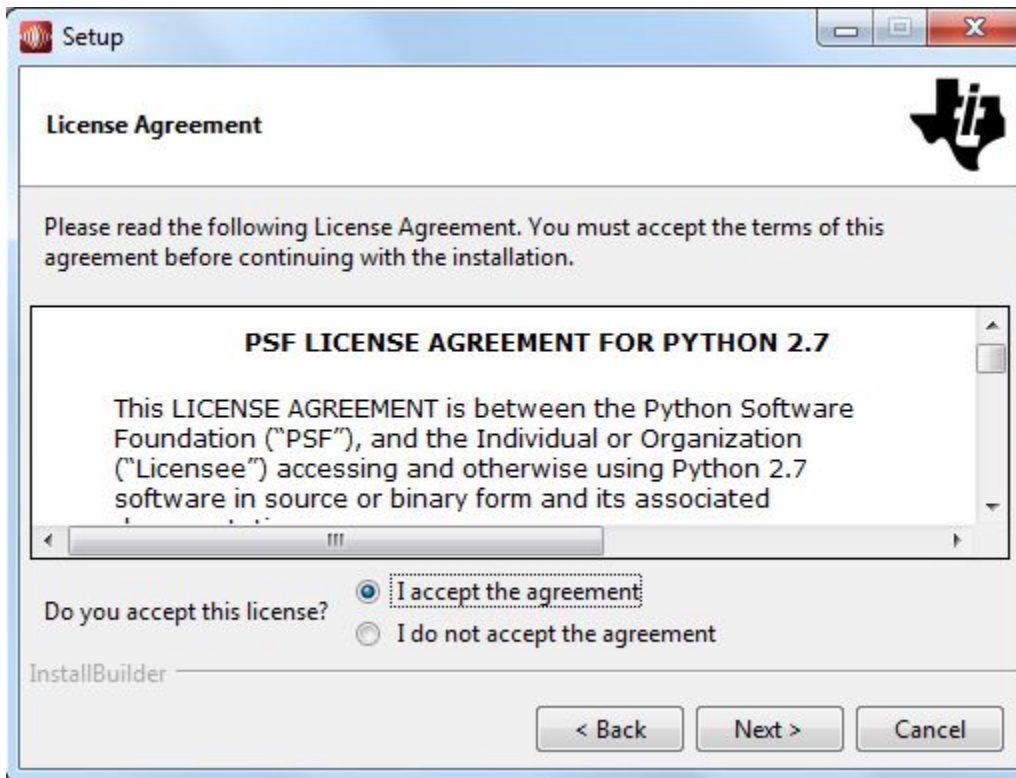 Setup
License Agreement
Please read the following License Agreement. You must accept the terms of this
agreement before continuing with the installation.
PSF LICENSE AGREEMENT FOR PYTHON 2.7
This LICENSE AGREEMENT is between the Python Software
Foundation (“PSF”), and the Individual or Organization
(“Licensee”) accessing and otherwise using Python 2.7
software in source or binary form and its associated
Do you accept this license?
I accept the agreement
I do not accept the agreement
InstallBuilder
< Back
Next >
Cancel